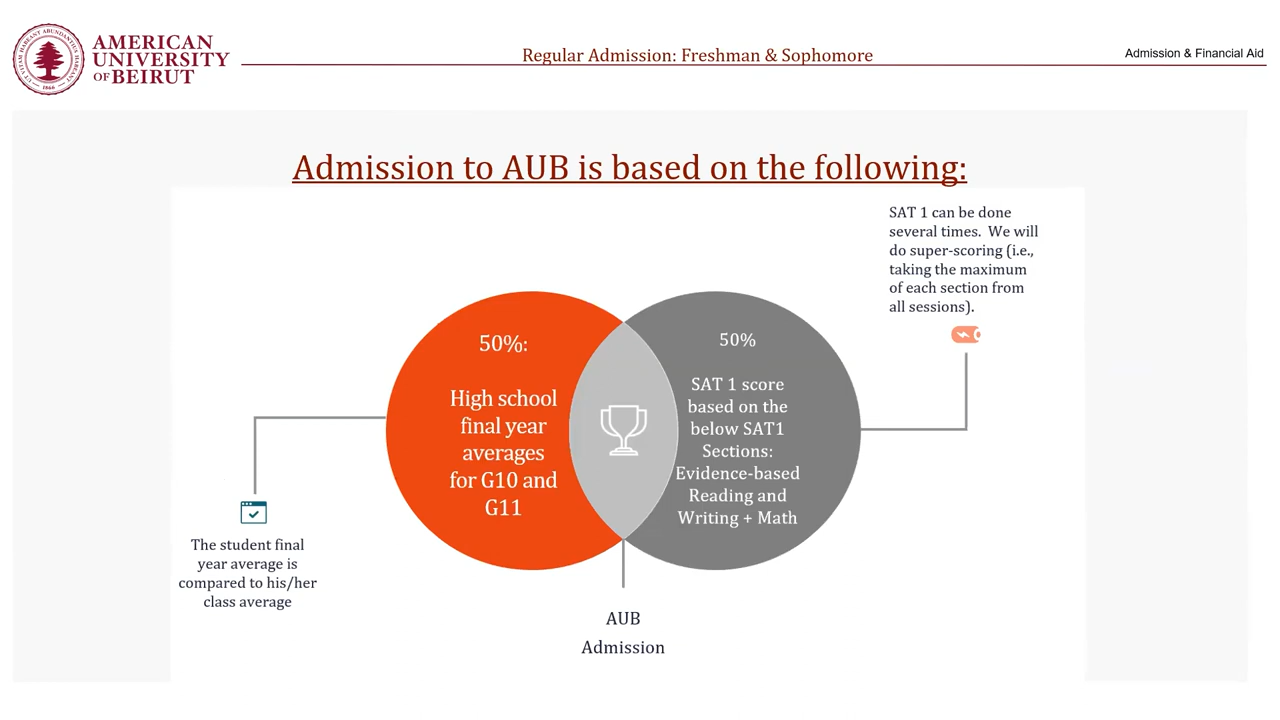 AMERICAN
UNIVERSITY
OF BEIRUT
1866
Regular Admission: Freshman & Sophomore
Admission & Financial Aid
Admission to AUB is based on the following:
SAT 1 can be done
several times. We will
do super-scoring (i.e.,
taking the maximum
of each section from
all sessions).
50%:
High school
final year
averages
for G10 and
G11
50%
SAT 1 score
based on the
below SAT1
Sections:
Evidence-based
Reading and
Writing + Math
The student final
year average is
compared to his/her
class average
AUB
Admission